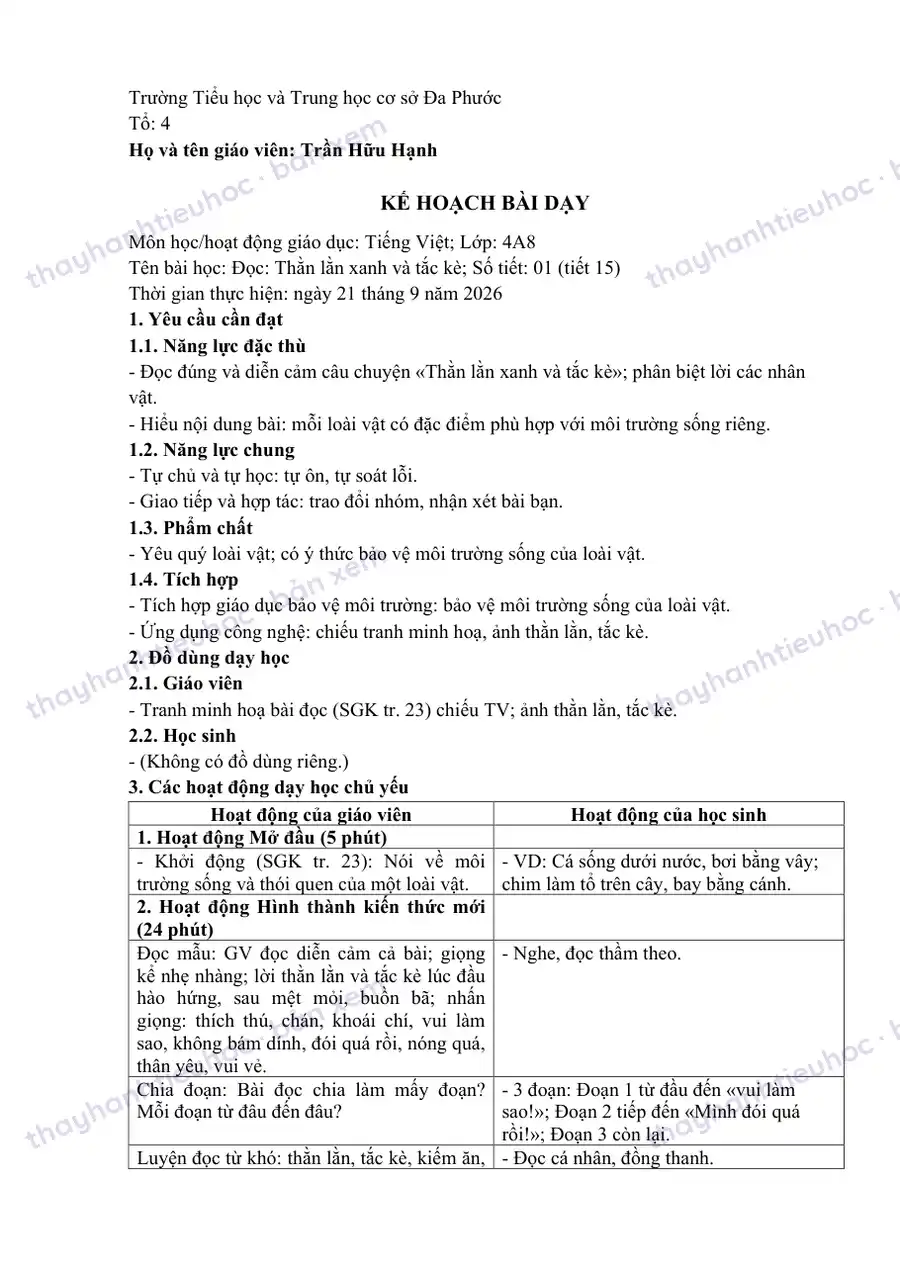 Trường Tiểu học và Trung học cơ sở Đa Phước
Tổ: 4
Họ và tên giáo viên: Trần Hữu Hạnh
KẾ HOẠCH BÀI DẠY
Môn học/hoạt động giáo dục: Tiếng Việt; Lớp: 4A8
Tên bài học: Đọc: Thằn lằn xanh và tắc kè; Số tiết: 01 (tiết 15)
Thời gian thực hiện: ngày 21 tháng 9 năm 2026
1. Yêu cầu cần đạt
1.1. Năng lực đặc thù
- Đọc đúng và diễn cảm câu chuyện «Thằn lằn xanh và tắc kè»; phân biệt lời các nhân
vật.
- Hiểu nội dung bài: mỗi loài vật có đặc điểm phù hợp với môi trường sống riêng.
1.2. Năng lực chung
- Tự chủ và tự học: tự ôn, tự soát lỗi.
- Giao tiếp và hợp tác: trao đổi nhóm, nhận xét bài bạn.
1.3. Phẩm chất
- Yêu quý loài vật; có ý thức bảo vệ môi trường sống của loài vật.
1.4. Tích hợp
- Tích hợp giáo dục bảo vệ môi trường: bảo vệ môi trường sống của loài vật.
- Ứng dụng công nghệ: chiếu tranh minh hoạ, ảnh thằn lằn, tắc kè.
2. Đồ dùng dạy học
2.1. Giáo viên
- Tranh minh hoạ bài đọc (SGK tr. 23) chiếu TV; ảnh thằn lằn, tắc kè.
2.2. Học sinh
- (Không có đồ dùng riêng.)
3. Các hoạt động dạy học chủ yếu
Hoạt động của giáo viên
Hoạt động của học sinh
1. Hoạt động Mở đầu (5 phút)
- Khởi động (SGK tr. 23): Nói về môi
trường sống và thói quen của một loài vật.
- VD: Cá sống dưới nước, bơi bằng vây;
chim làm tổ trên cây, bay bằng cánh.
2. Hoạt động Hình thành kiến thức mới
(24 phút)
Đọc mẫu: GV đọc diễn cảm cả bài; giọng
kể nhẹ nhàng; lời thằn lằn và tắc kè lúc đầu
hào hứng, sau mệt mỏi, buồn bã; nhấn
giọng: thích thú, chán, khoái chí, vui làm
sao, không bám dính, đói quá rồi, nóng quá,
thân yêu, vui vẻ.
- Nghe, đọc thầm theo.
Chia đoạn: Bài đọc chia làm mấy đoạn?
Mỗi đoạn từ đâu đến đâu?
- 3 đoạn: Đoạn 1 từ đầu đến «vui làm
sao!»; Đoạn 2 tiếp đến «Mình đói quá
rồi!»; Đoạn 3 còn lại.
Luyện đọc từ khó: thằn lằn, tắc kè, kiếm ăn,
- Đọc cá nhân, đồng thanh.
thayhanhtieuhoc · bản xem
thayhanhtieuhoc · b
thayhanhtieuhoc · bản xem
thayhanhtieuhoc · b
thayhanhtieuhoc · bản xem
thayhanhtieuhoc · b